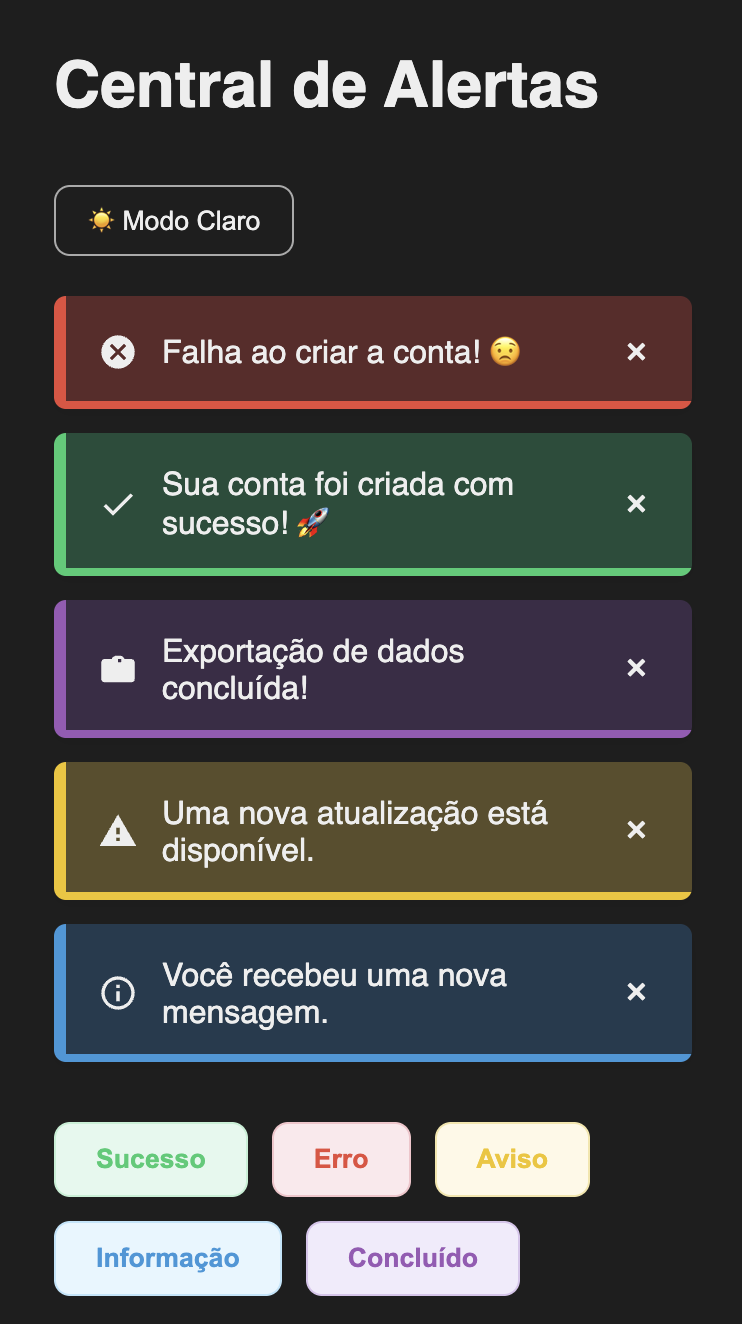 Central de Alertas
☀️ Modo Claro
Falha ao criar a conta! 😟 ×
Sua conta foi criada com
sucesso! 🚀 ×
Exportação de dados
concluída! ×
Uma nova atualização está
disponível. ×
Você recebeu uma nova
mensagem. ×
Sucesso Erro Aviso
Informação Concluído